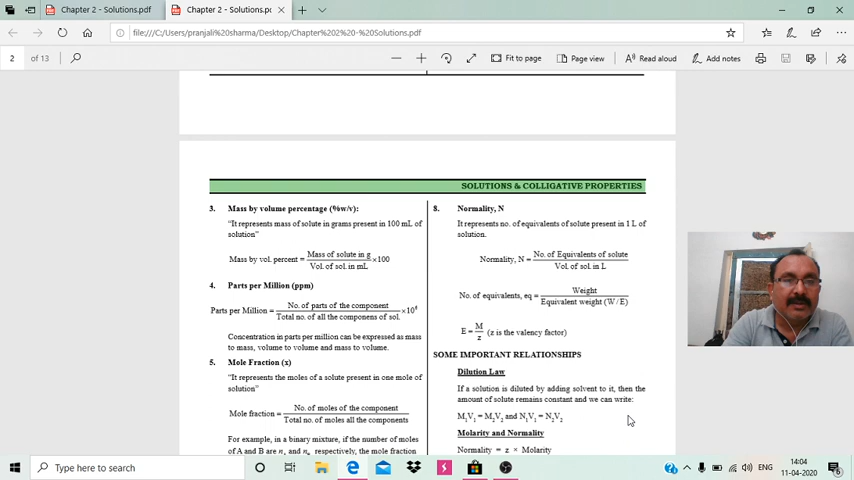 Chapter 2 - Solutions.pdf
Chapter 2 - Solutions.pdf
file:///C:/Users/pranjali%20sharma/Desktop/Chapter%202%20-%20Solutions.pdf
2 of 13
Fit to page
Page view
Read aloud
Add notes
SOLUTIONS & COLLIGATIVE PROPERTIES
3. Mass by volume percentage (%w/v):
"It represents mass of solute in grams present in 100 mL of
solution"
Mass by vol. percent = Mass of solute in g / Vol. of sol. in mL ×100
4. Parts per Million (ppm)
Parts per Million = No. of parts of the component / Total no. of all the componens of sol. ×10⁶
Concentration in parts per million can be expressed as mass
to mass, volume to volume and mass to volume.
5. Mole Fraction (x)
"It represents the moles of a solute present in one mole of
solution"
Mole fraction = No. of moles of the component / Total no. of moles all the components
For example, in a binary mixture, if the number of moles
of A and B are n and n respectively, the mole fraction
8. Normality, N
It represents no. of equivalents of solute present in 1 L of
solution.
Normality, N = No. of Equivalents of solute / Vol. of sol. in L
No. of equivalents, eq = Weight / Equivalent weight (W / E)
E = M / z (z is the valency factor)
SOME IMPORTANT RELATIONSHIPS
Dilution Law
If a solution is diluted by adding solvent to it, then the
amount of solute remains constant and we can write:
M₁V₁ = M₂V₂ and N₁V₁ = N₂V₂
Molarity and Normality
Normality = z × Molarity
Type here to search
ENG
14:04
11-04-2020